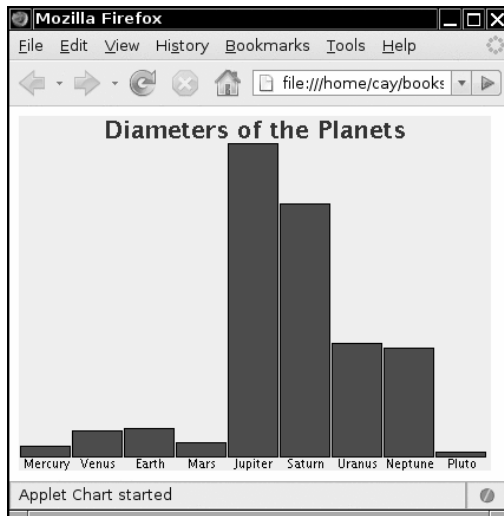 Mozilla Firefox
File Edit View History Bookmarks Tools Help
file:///home/cay/books
Diameters of the Planets
Mercury Venus Earth Mars Jupiter Saturn Uranus Neptune Pluto
Applet Chart started